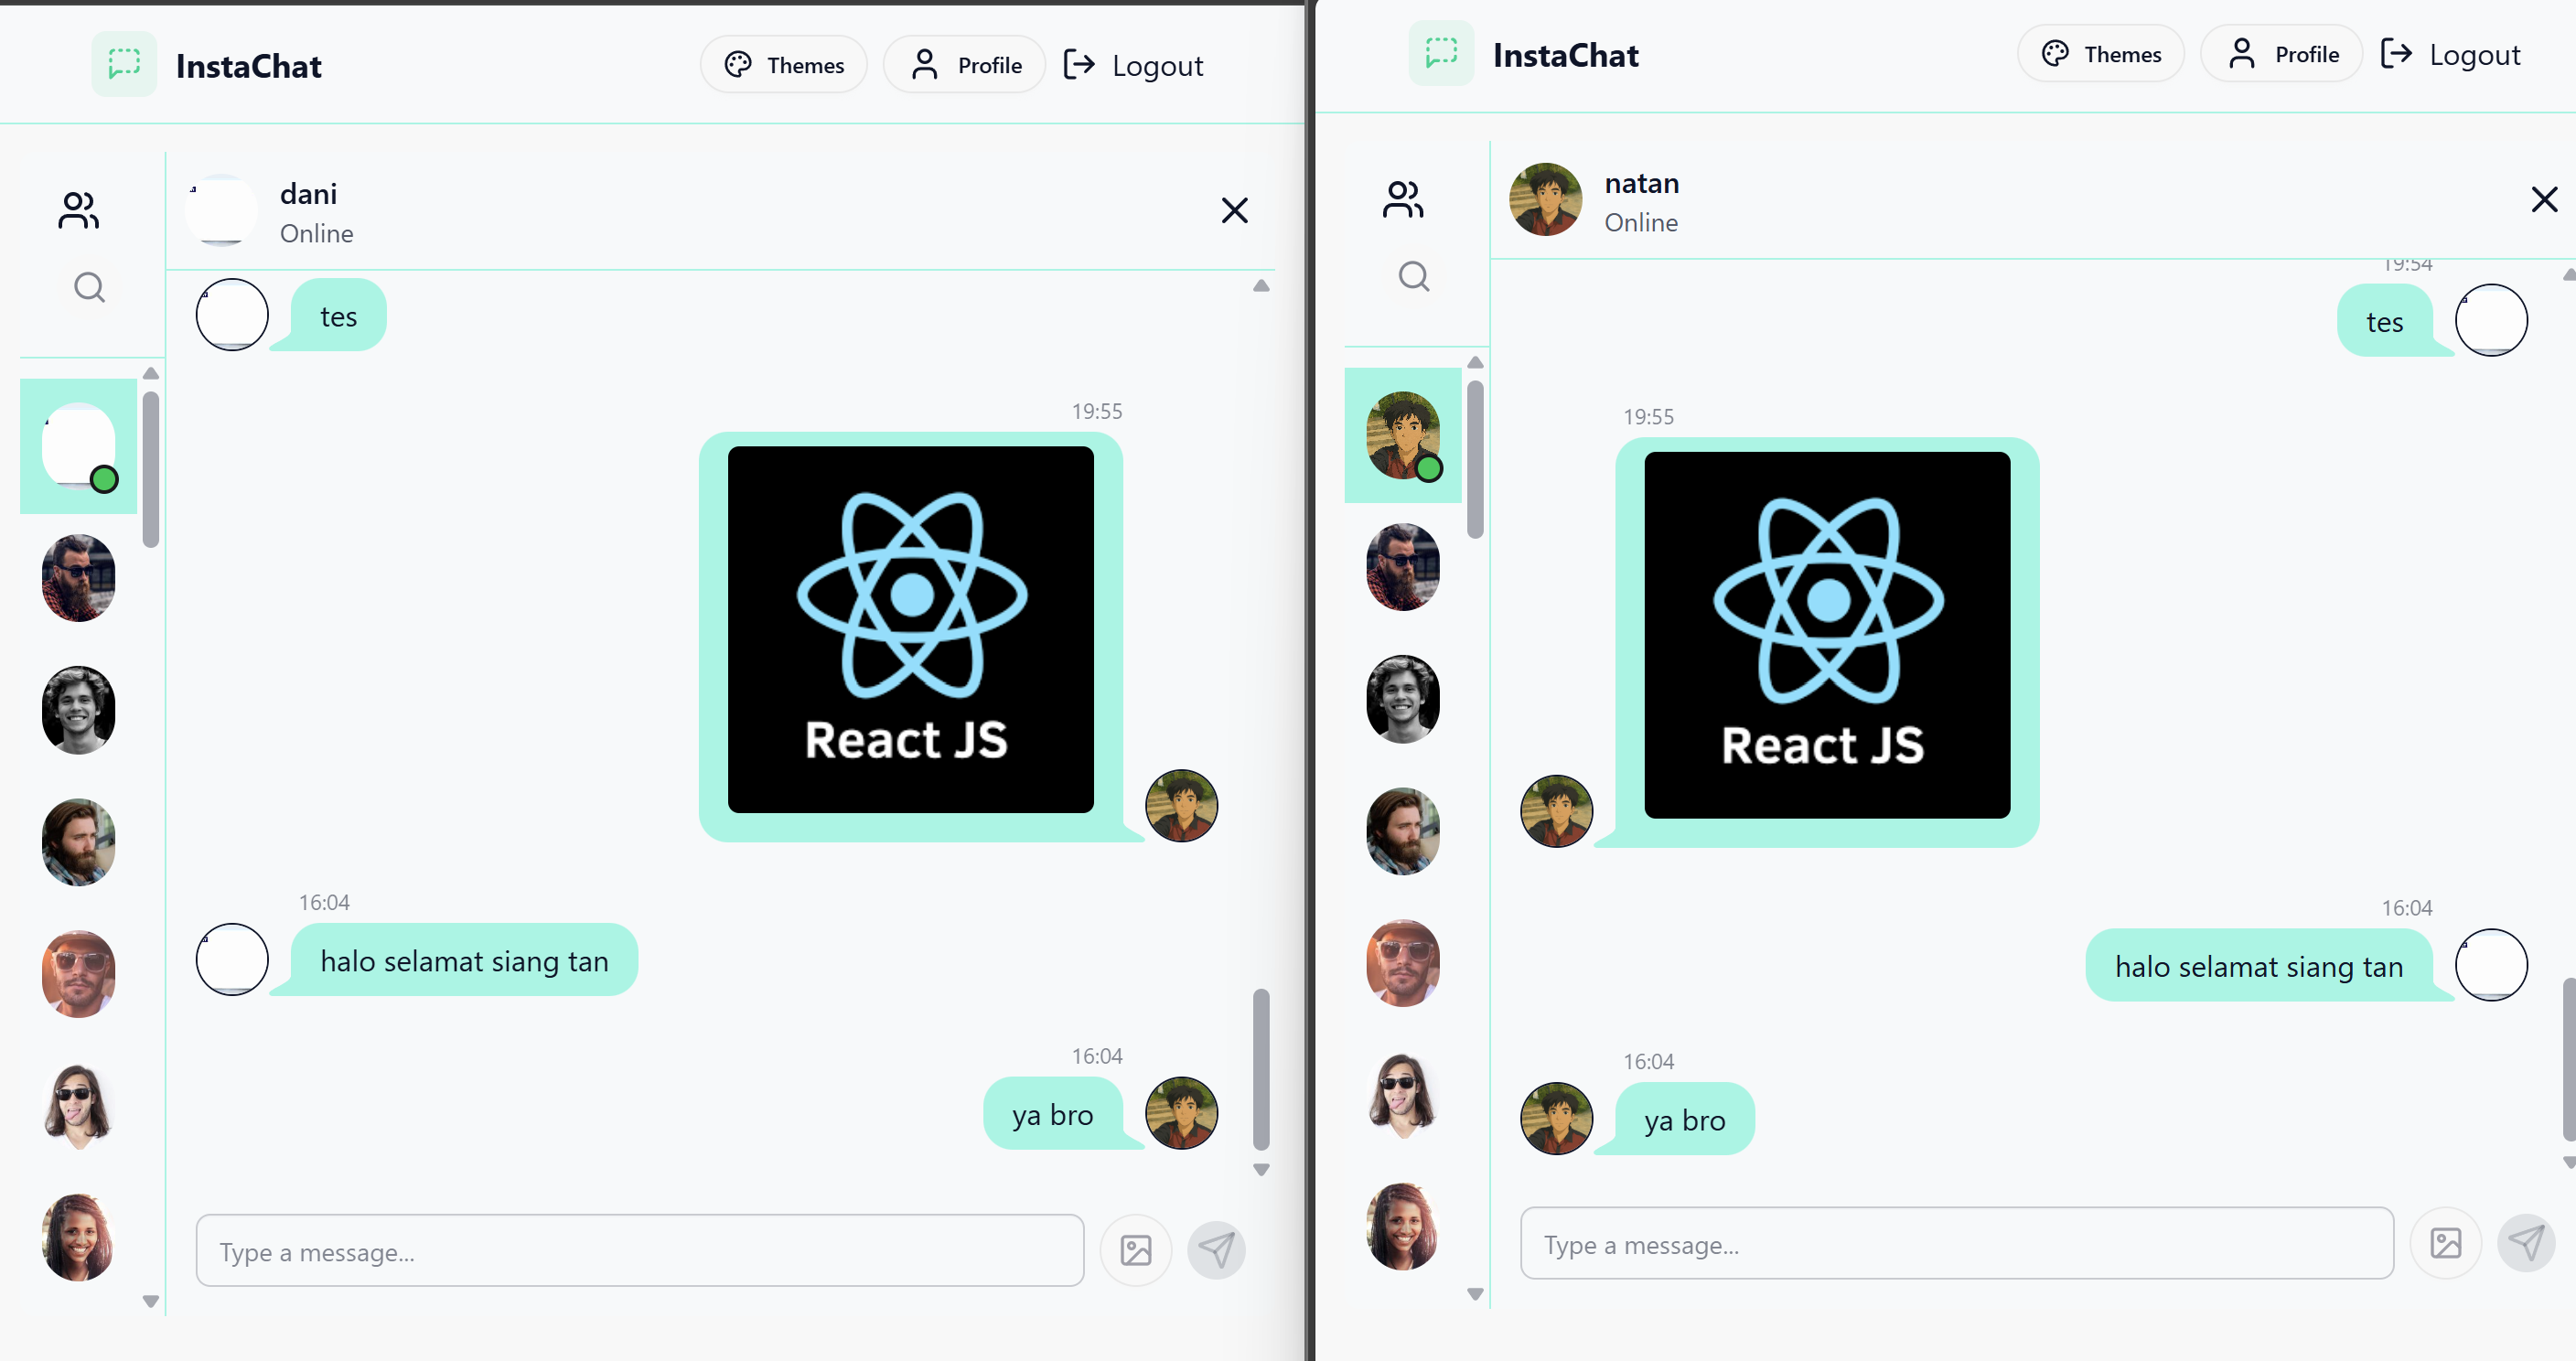 InstaChat
Themes
Profile
Logout
dani
Online
tes
19:55
React JS
16:04
halo selamat siang tan
16:04
ya bro
Type a message...
InstaChat
Themes
Profile
Logout
natan
Online
19:54
tes
19:55
React JS
16:04
halo selamat siang tan
16:04
ya bro
Type a message...